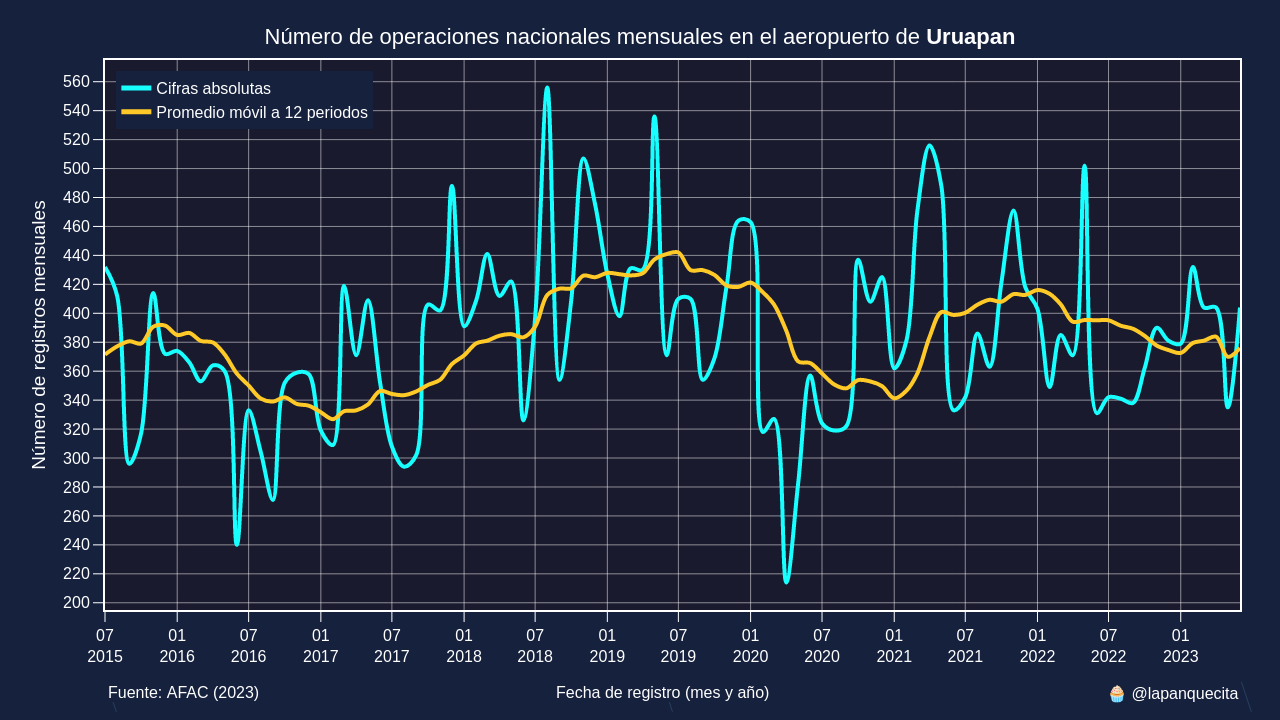 Número de operaciones nacionales mensuales en el aeropuerto de Uruapan
Cifras absolutas
Promedio móvil a 12 periodos
Número de registros mensuales
560
540
520
500
480
460
440
420
400
380
360
340
320
300
280
260
240
220
200
07 01 07 01 07 01 07 01 07 01 07 01 07 01 07 01
2015 2016 2016 2017 2017 2018 2018 2019 2019 2020 2020 2021 2021 2022 2022 2023
Fuente: AFAC (2023)
Fecha de registro (mes y año)
🧁 @lapanquecita